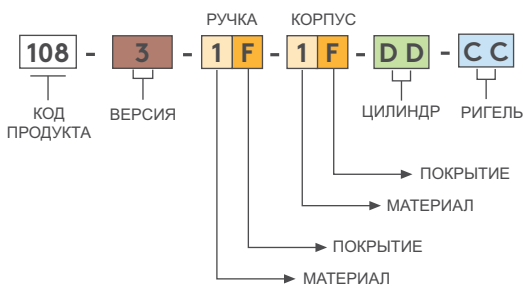 РУЧКА КОРПУС
108 - 3 - 1 F - 1 F - D D - C C
КОД ПРОДУКТА ВЕРСИЯ ЦИЛИНДР РИГЕЛЬ
ПОКРЫТИЕ
МАТЕРИАЛ
ПОКРЫТИЕ
МАТЕРИАЛ